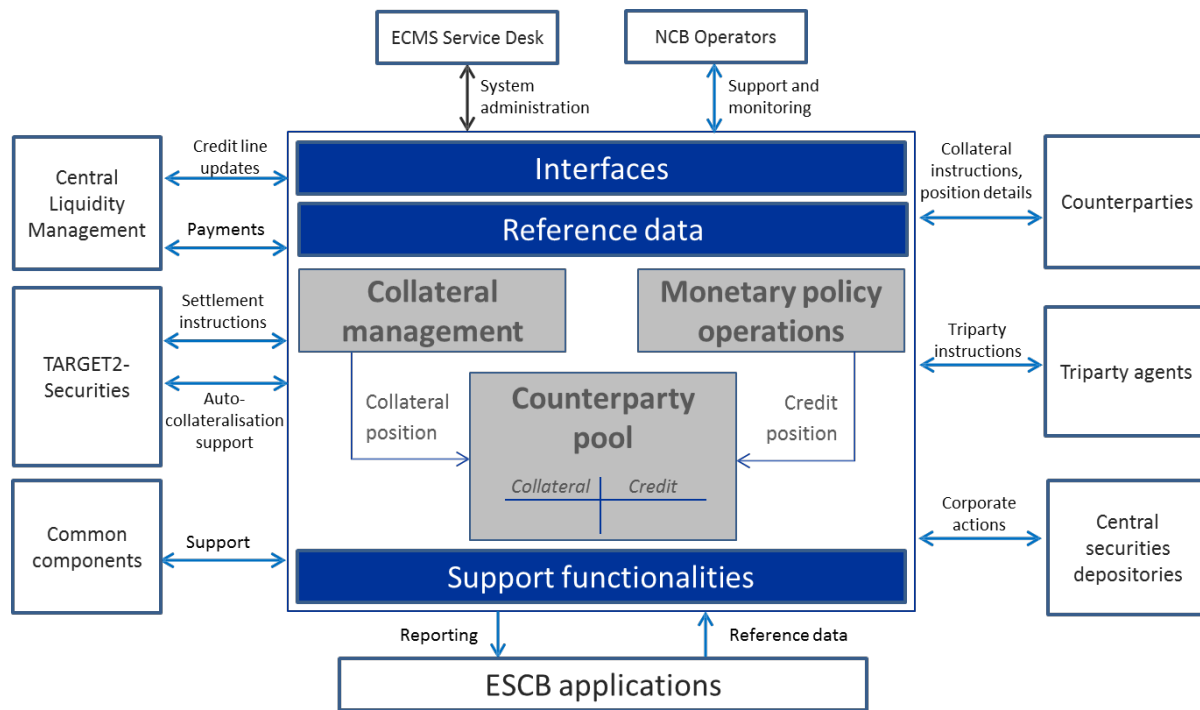 ECMS Service Desk
NCB Operators
System
administration
Support and
monitoring
Central
Liquidity
Management
Credit line
updates
Payments
TARGET2-
Securities
Settlement
instructions
Auto-
collateralisation
support
Common
components
Support
Interfaces
Reference data
Collateral
management
Monetary policy
operations
Collateral
position
Counterparty
pool
Collateral
Credit
Credit
position
Support functionalities
Collateral
instructions,
position details
Counterparties
Triparty
instructions
Triparty agents
Corporate
actions
Central
securities
depositories
Reporting
Reference data
ESCB applications